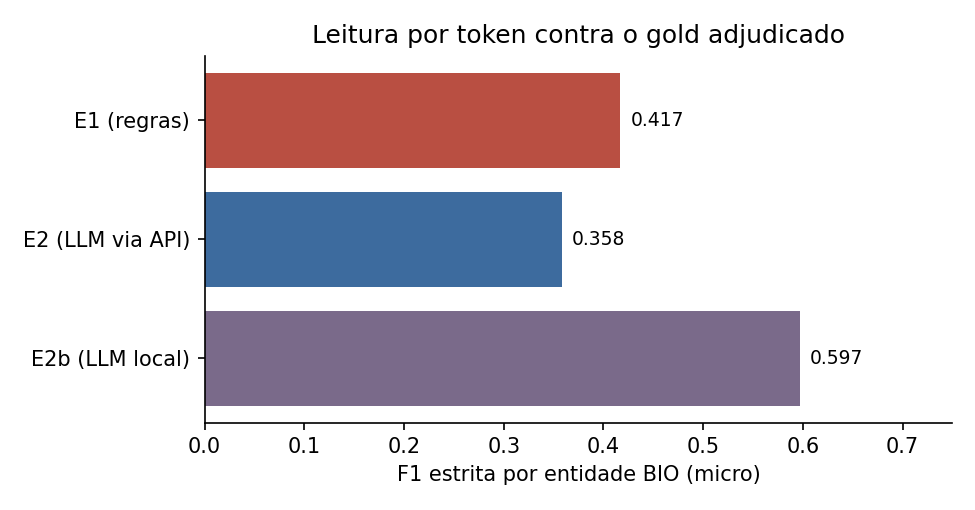 Leitura por token contra o gold adjudicado
E1 (regras)
0.417
E2 (LLM via API)
0.358
E2b (LLM local)
0.597
0.0 0.1 0.2 0.3 0.4 0.5 0.6 0.7
F1 estrita por entidade BIO (micro)